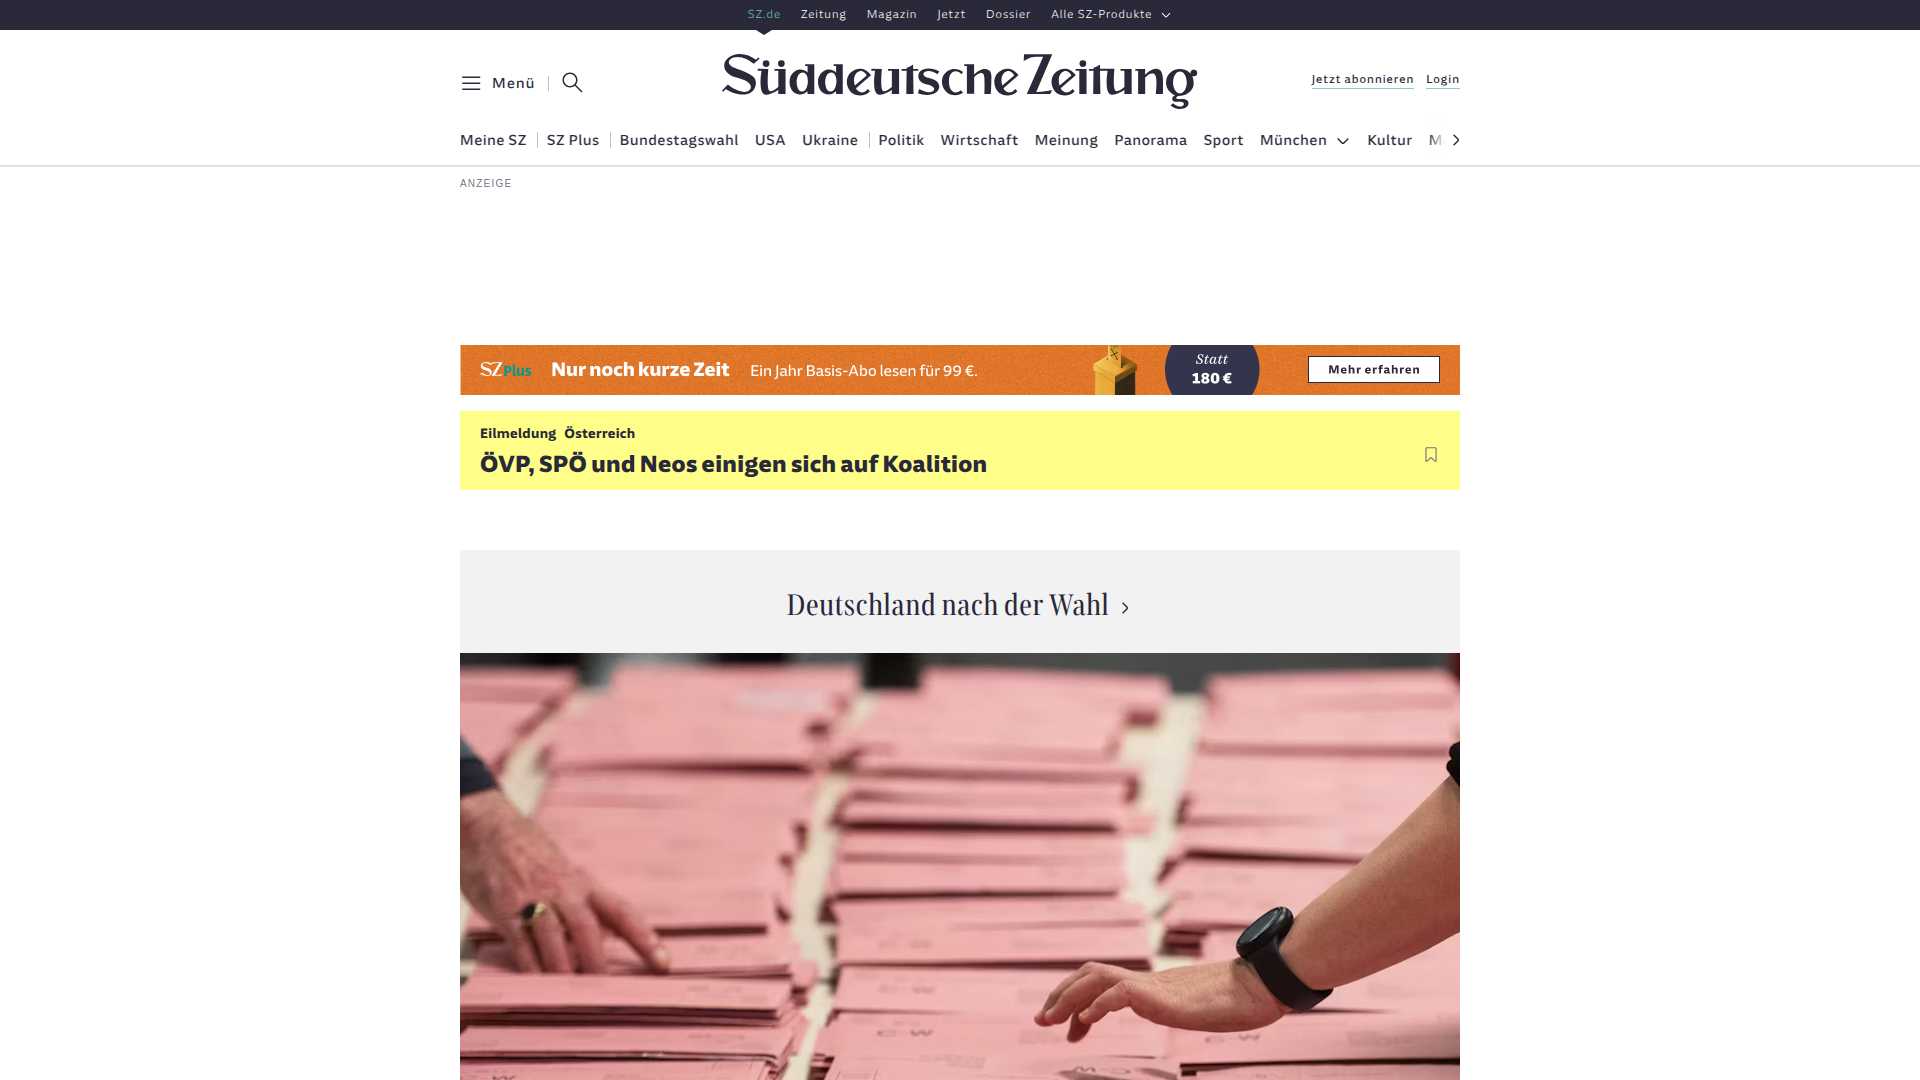 SZ.de Zeitung Magazin Jetzt Dossier Alle SZ-Produkte
Menü
Süddeutsche Zeitung
Jetzt abonnieren Login
Meine SZ SZ Plus Bundestagswahl USA Ukraine Politik Wirtschaft Meinung Panorama Sport München Kultur M
ANZEIGE
SZ Plus Nur noch kurze Zeit Ein Jahr Basis-Abo lesen für 99 €.
Statt
180 €
Mehr erfahren
Eilmeldung Österreich
ÖVP, SPÖ und Neos einigen sich auf Koalition
Deutschland nach der Wahl